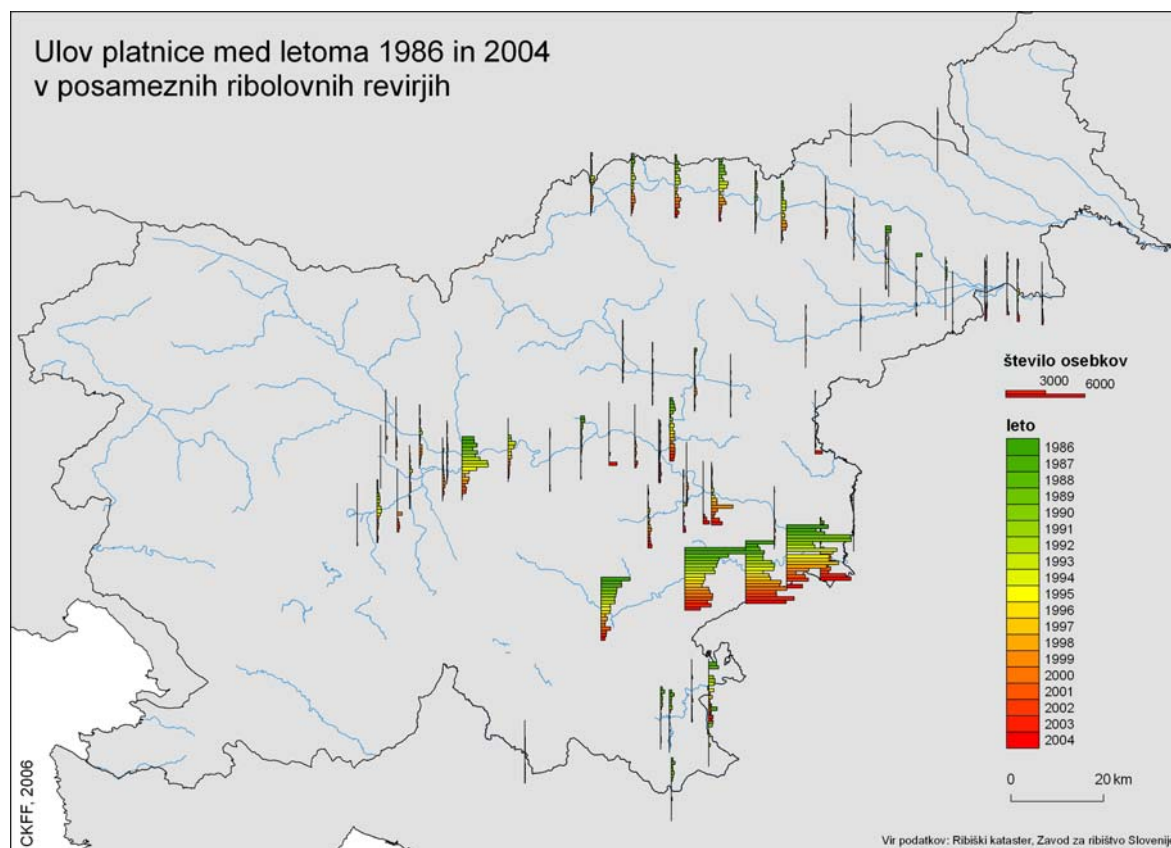 Ulov platnice med letoma 1986 in 2004
v posameznih ribolovnih revirjih
število osebkov
3000 6000
leto
1986
1987
1988
1989
1990
1991
1992
1993
1994
1995
1996
1997
1998
1999
2000
2001
2002
2003
2004
0 20 km
CKFF, 2006
Vir podatkov: Ribiški kataster, Zavod za ribištvo Slovenije